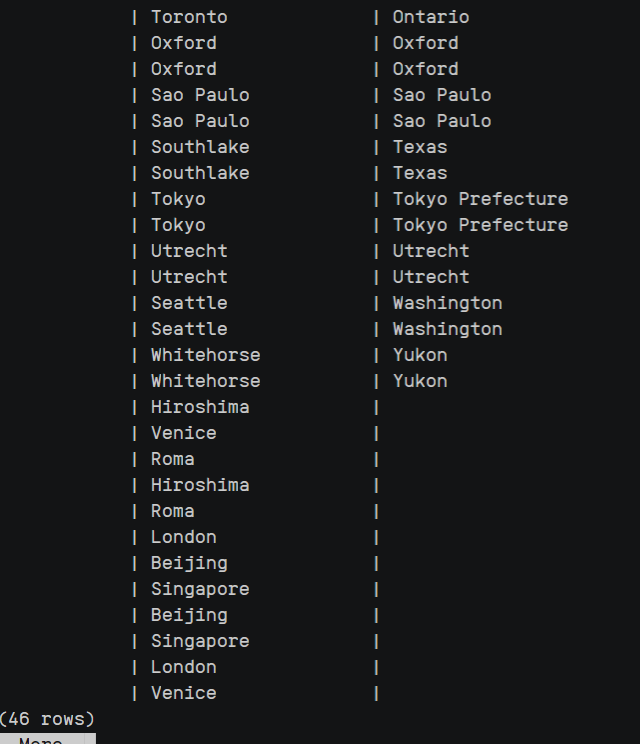 | Toronto | Ontario
| Oxford | Oxford
| Oxford | Oxford
| Sao Paulo | Sao Paulo
| Sao Paulo | Sao Paulo
| Southlake | Texas
| Southlake | Texas
| Tokyo | Tokyo Prefecture
| Tokyo | Tokyo Prefecture
| Utrecht | Utrecht
| Utrecht | Utrecht
| Seattle | Washington
| Seattle | Washington
| Whitehorse | Yukon
| Whitehorse | Yukon
| Hiroshima |
| Venice |
| Roma |
| Hiroshima |
| Roma |
| London |
| Beijing |
| Singapore |
| Beijing |
| Singapore |
| London |
| Venice |
(46 rows)
More